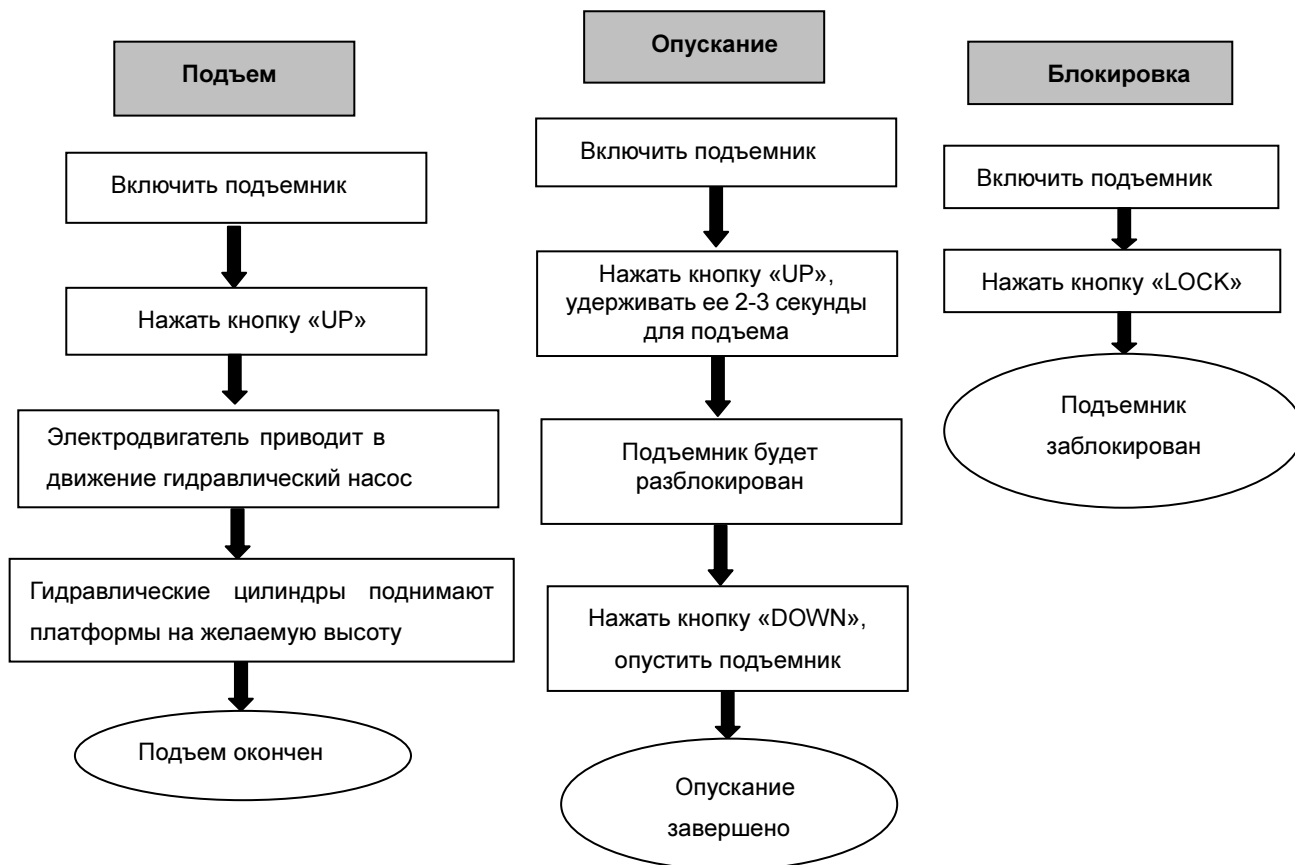 Подъем
Включить подъемник
Нажать кнопку «UP»
Электродвигатель приводит в
движение гидравлический насос
Гидравлические цилиндры поднимают
платформы на желаемую высоту
Подъем окончен
Опускание
Включить подъемник
Нажать кнопку «UP»,
удерживать ее 2-3 секунды
для подъема
Подъемник будет
разблокирован
Нажать кнопку «DOWN»,
опустить подъемник
Опускание
завершено
Блокировка
Включить подъемник
Нажать кнопку «LOCK»
Подъемник
заблокирован